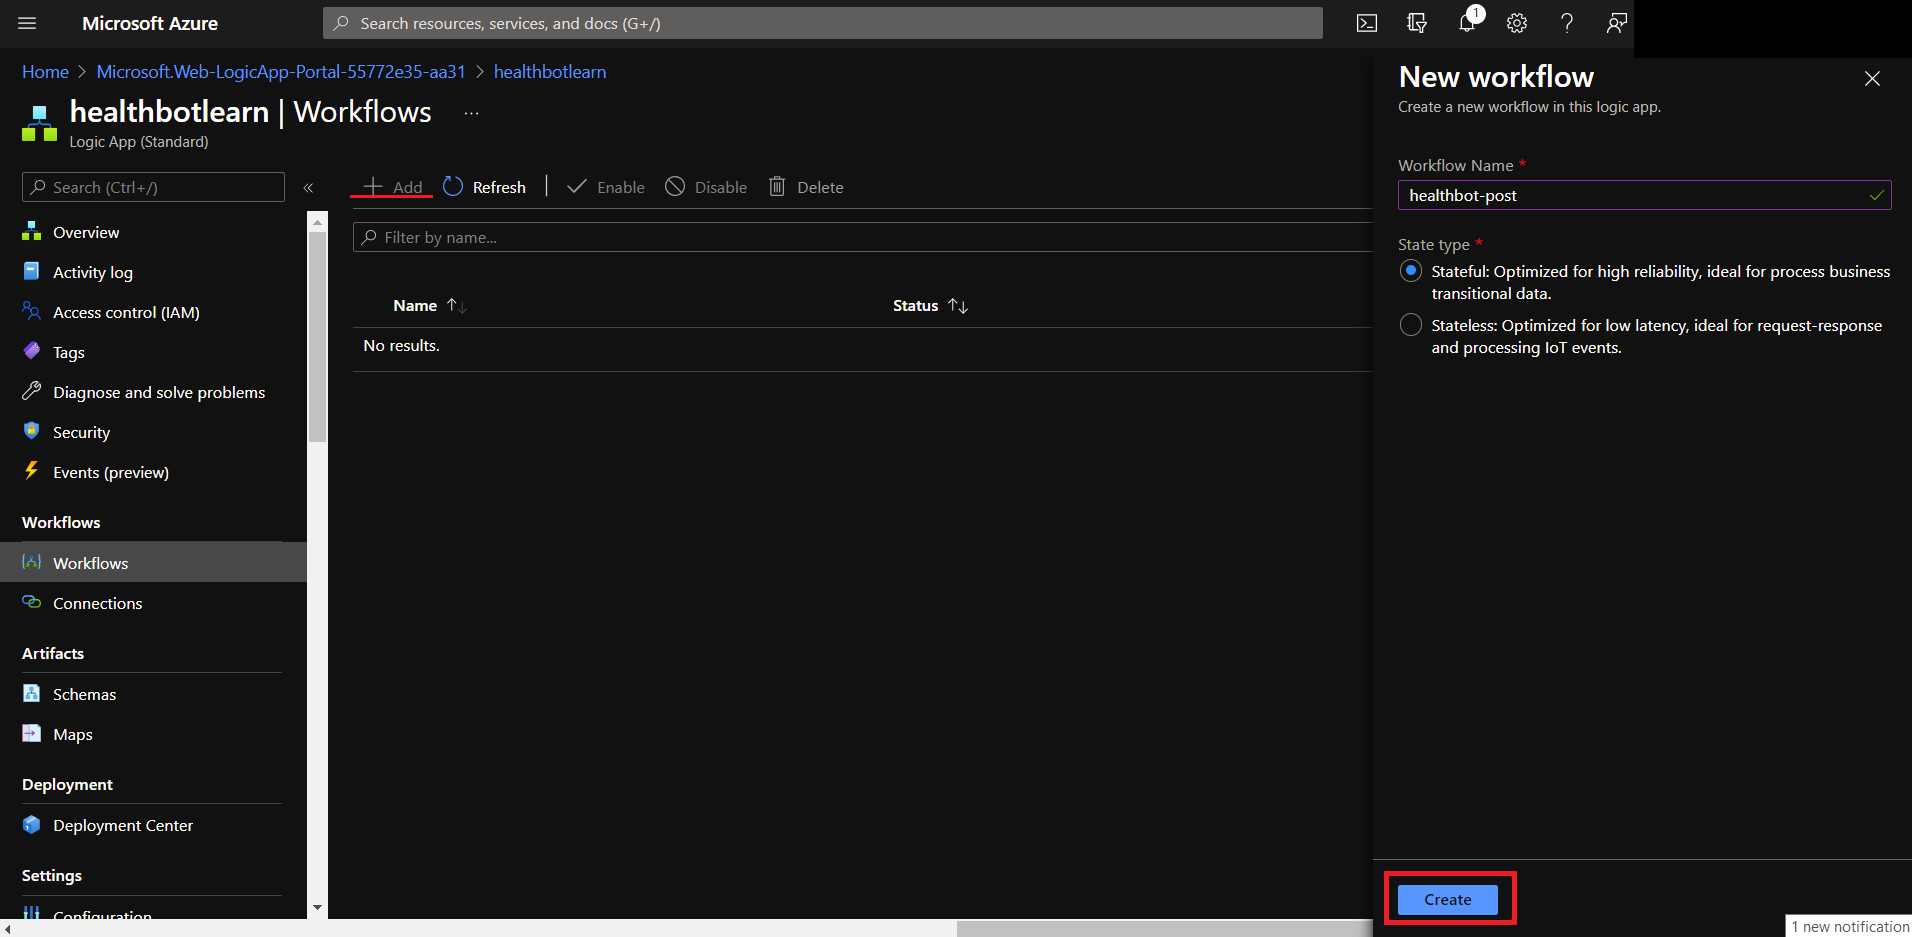 Microsoft Azure
Search resources, services, and docs (G+/)
1
Home > Microsoft.Web-LogicApp-Portal-55772e35-aa31 > healthbotlearn
healthbotlearn | Workflows ...
Logic App (Standard)
Search (Ctrl+/)
«
Overview
Activity log
Access control (IAM)
Tags
Diagnose and solve problems
Security
Events (preview)
Workflows
Workflows
Connections
Artifacts
Schemas
Maps
Deployment
Deployment Center
Settings
Configuration
Add Refresh | Enable Disable Delete
Filter by name...
Name ↑↓ Status ↑↓
No results.
New workflow
Create a new workflow in this logic app.
Workflow Name *
healthbot-post
State type *
Stateful: Optimized for high reliability, ideal for process business
transitional data.
Stateless: Optimized for low latency, ideal for request-response
and processing IoT events.
Create
1 new notification